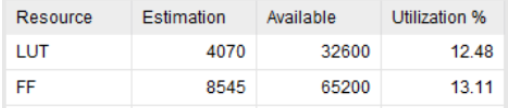 Resource Estimation Available Utilization %
LUT 4070 32600 12.48
FF 8545 65200 13.11